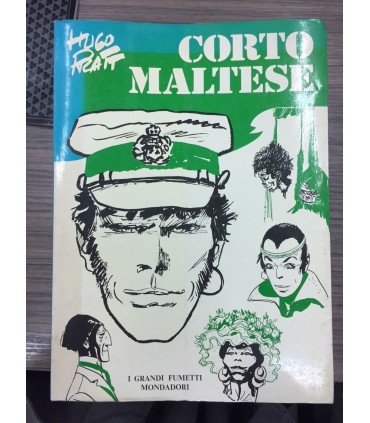 HUGO
PRATT
CORTO
MALTESE
I GRANDI FUMETTI
MONDADORI